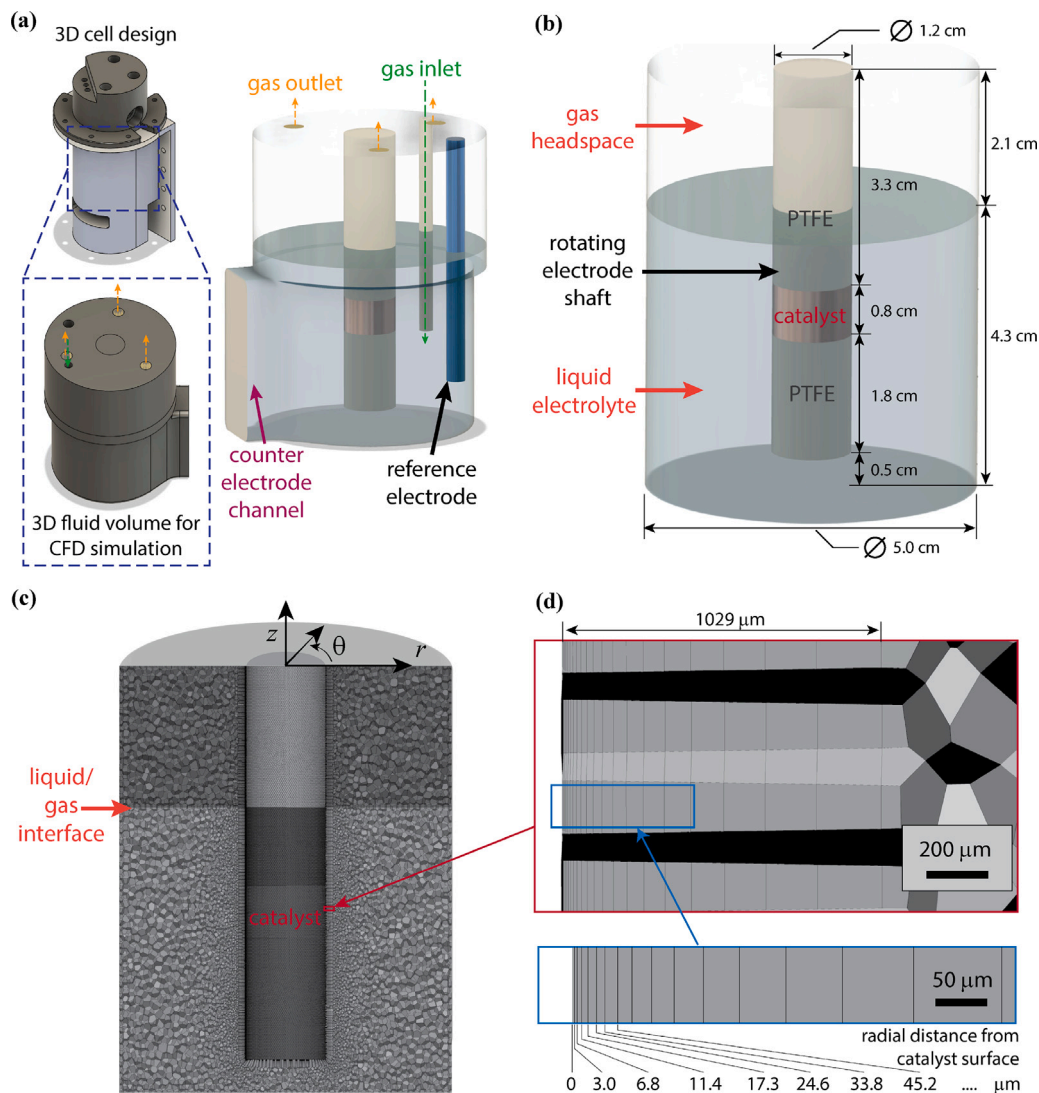 (a)
3D cell design
gas outlet
gas inlet
counter
electrode
channel
reference
electrode
3D fluid volume for
CFD simulation
(b)
Ø 1.2 cm
gas
headspace
2.1 cm
3.3 cm
PTFE
rotating
electrode
shaft
catalyst
0.8 cm
4.3 cm
liquid
electrolyte
PTFE
1.8 cm
0.5 cm
Ø 5.0 cm
(c)
z
θ
r
liquid/
gas
interface
catalyst
(d)
1029 μm
200 μm
50 μm
radial distance from
catalyst surface
0 3.0 6.8 11.4 17.3 24.6 33.8 45.2 .... μm